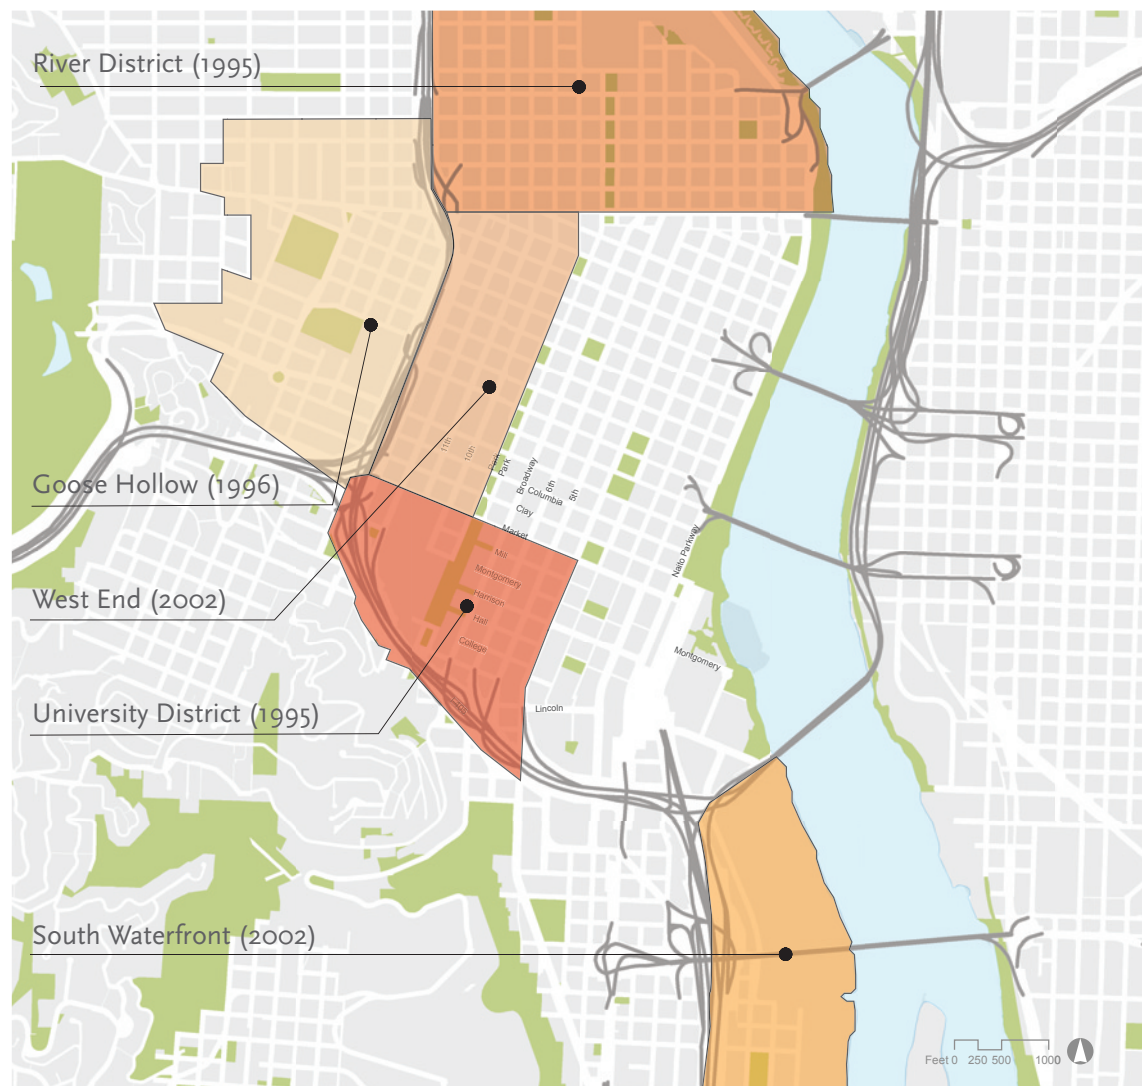 River District (1995)
11th
10th
Park
Park
Broadway
6th
5th
Columbia
Goose Hollow (1996)
Clay
Market
Naito Parkway
Mill
Montgomery
Harrison
West End (2002)
Hall
College
Montgomery
University District (1995)
Lincoln
South Waterfront (2002)
Feet 0 250 500 1000